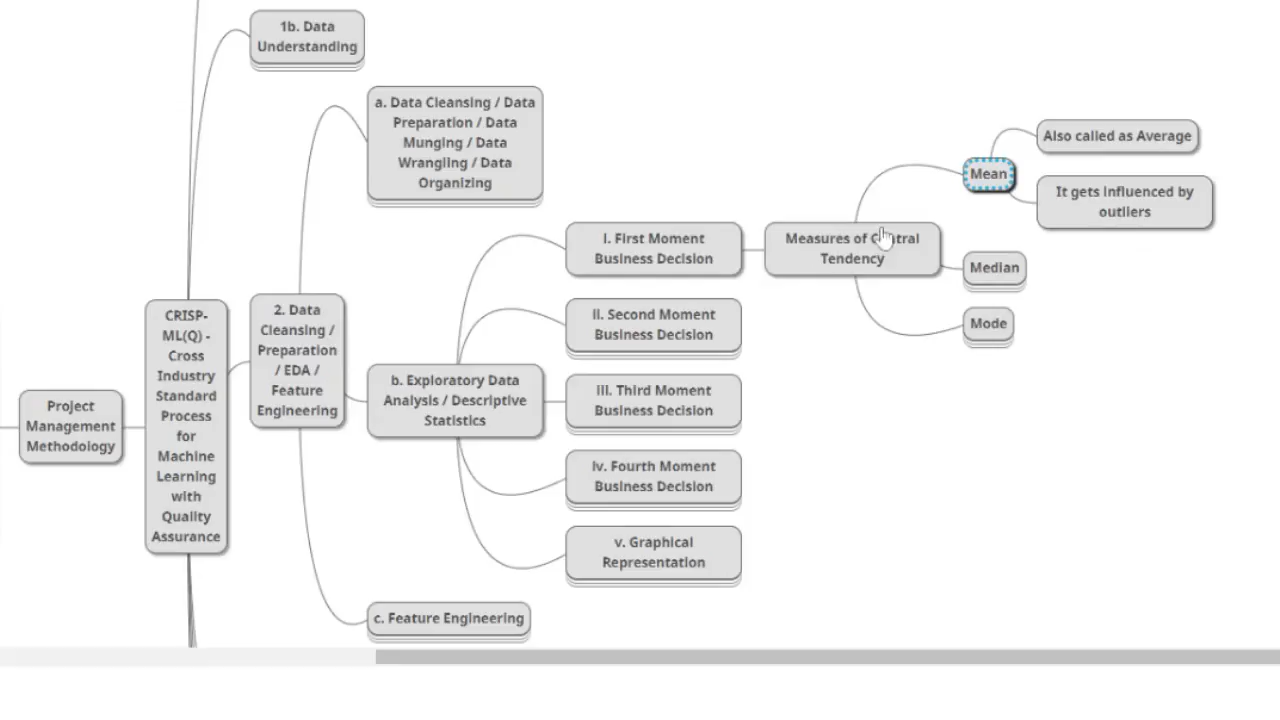 1b. Data
Understanding
a. Data Cleansing / Data
Preparation / Data
Munging / Data
Wrangling / Data
Organizing
Also called as Average
Mean
It gets influenced by
outliers
i. First Moment
Business Decision
Measures of Central
Tendency
Median
Mode
ii. Second Moment
Business Decision
CRISP-
ML(Q) -
Cross
Industry
Standard
Process
for
Machine
Learning
with
Quality
Assurance
2. Data
Cleansing /
Preparation
/ EDA /
Feature
Engineering
b. Exploratory Data
Analysis / Descriptive
Statistics
iii. Third Moment
Business Decision
Project
Management
Methodology
iv. Fourth Moment
Business Decision
v. Graphical
Representation
c. Feature Engineering